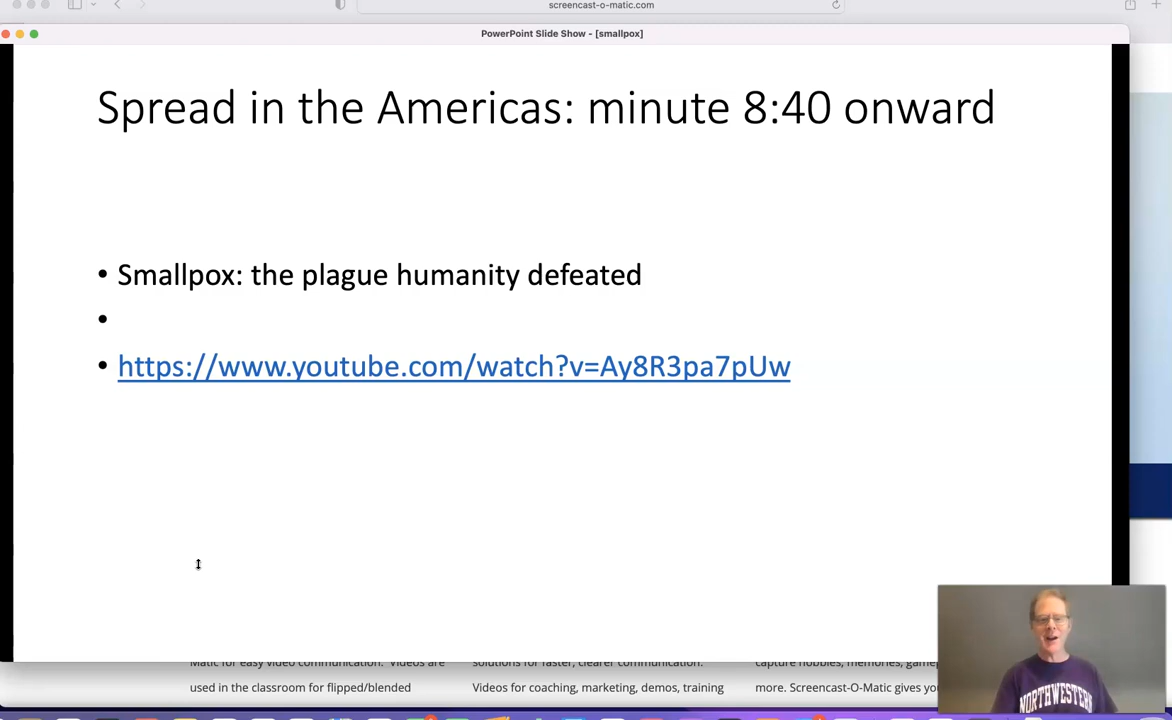 screencast-o-matic.com
PowerPoint Slide Show - [smallpox]
Spread in the Americas: minute 8:40 onward
• Smallpox: the plague humanity defeated
•
• https://www.youtube.com/watch?v=Ay8R3pa7pUw
Matic for easy video communication. Videos are
used in the classroom for flipped/blended
solutions for faster, clearer communication.
Videos for coaching, marketing, demos, training
capture hobbies, memories,
more. Screencast-O-Matic gives
NORTHWESTERN